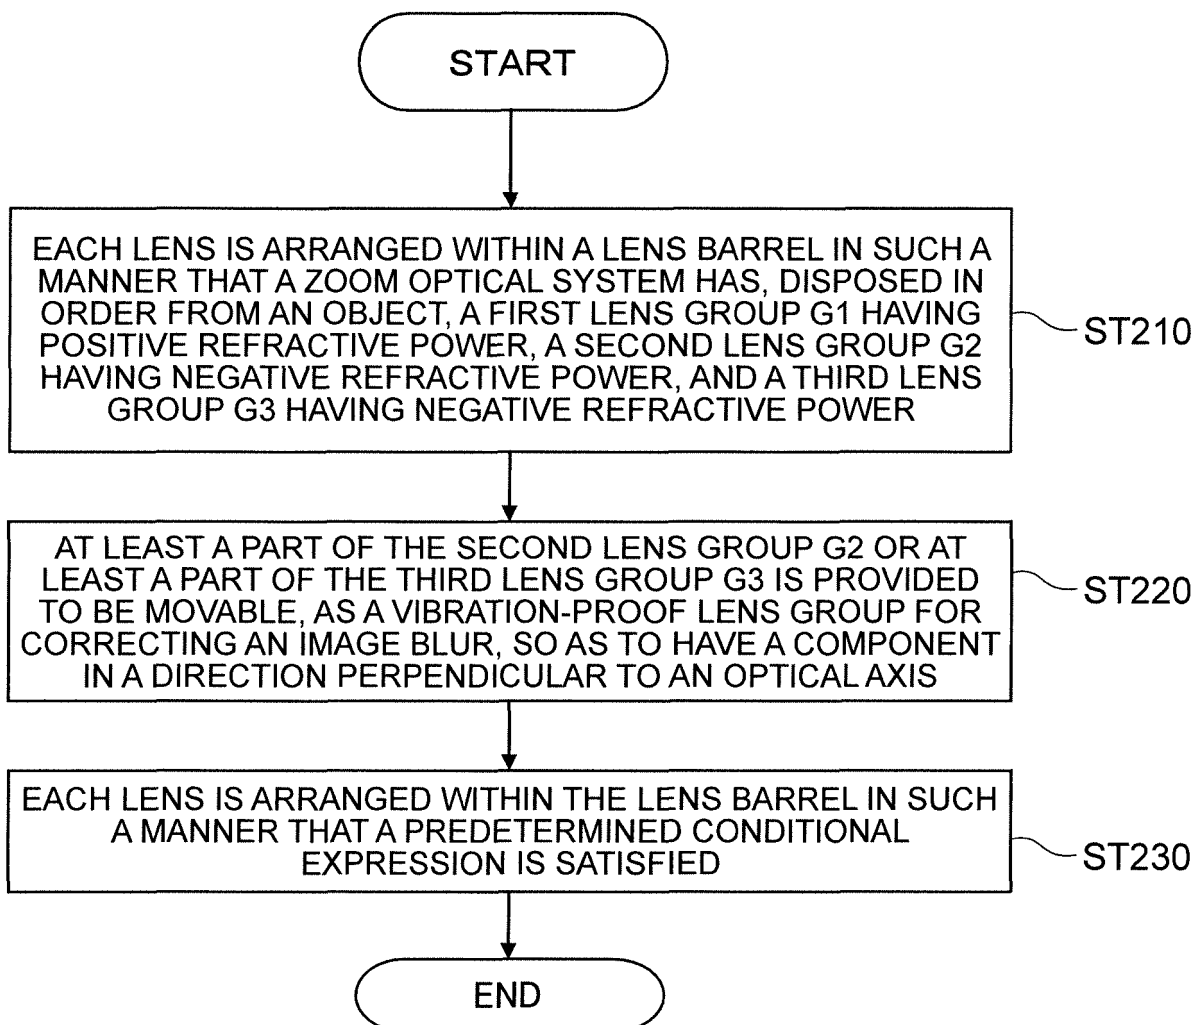 START
EACH LENS IS ARRANGED WITHIN A LENS BARREL IN SUCH A
MANNER THAT A ZOOM OPTICAL SYSTEM HAS, DISPOSED IN
ORDER FROM AN OBJECT, A FIRST LENS GROUP G1 HAVING
POSITIVE REFRACTIVE POWER, A SECOND LENS GROUP G2
HAVING NEGATIVE REFRACTIVE POWER, AND A THIRD LENS
GROUP G3 HAVING NEGATIVE REFRACTIVE POWER
ST210
AT LEAST A PART OF THE SECOND LENS GROUP G2 OR AT
LEAST A PART OF THE THIRD LENS GROUP G3 IS PROVIDED
TO BE MOVABLE, AS A VIBRATION-PROOF LENS GROUP FOR
CORRECTING AN IMAGE BLUR, SO AS TO HAVE A COMPONENT
IN A DIRECTION PERPENDICULAR TO AN OPTICAL AXIS
ST220
EACH LENS IS ARRANGED WITHIN THE LENS BARREL IN SUCH
A MANNER THAT A PREDETERMINED CONDITIONAL
EXPRESSION IS SATISFIED
ST230
END